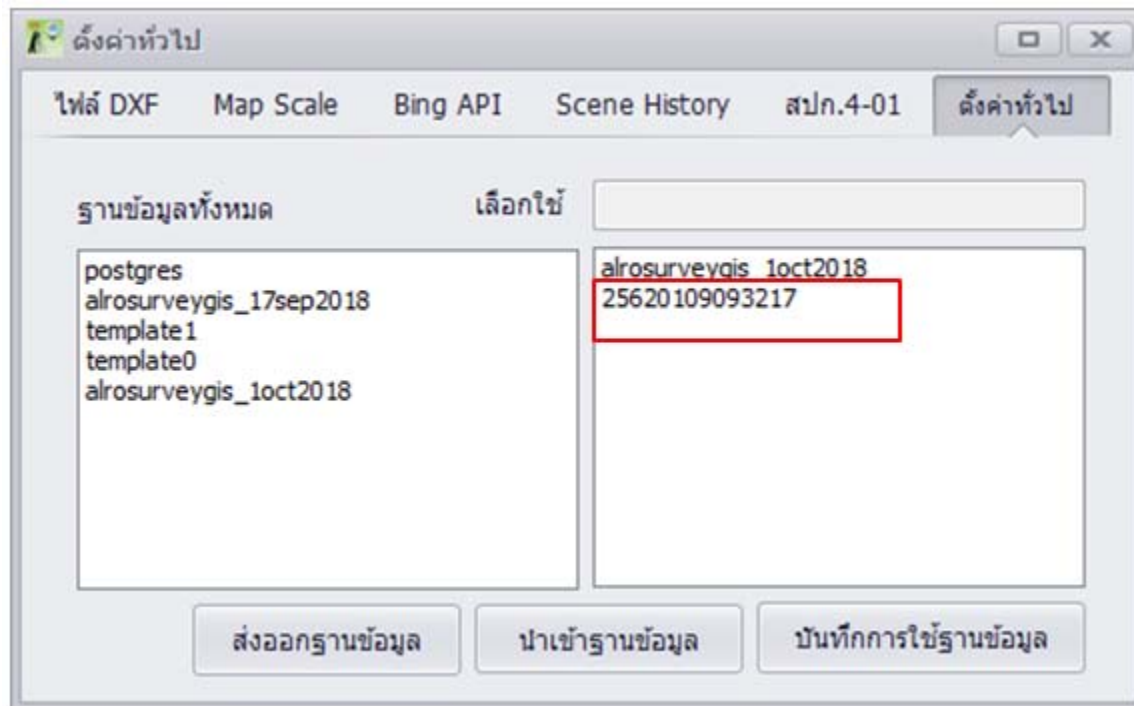 ตั้งค่าทั่วไป
ไฟล์ DXF Map Scale Bing API Scene History สปก.4-01 ตั้งค่าทั่วไป
ฐานข้อมูลทั้งหมด เลือกใช้
postgres
alrosurveygis_17sep2018
template1
template0
alrosurveygis_1oct2018
alrosurveygis_1oct2018
25620109093217
ส่งออกฐานข้อมูล นำเข้าฐานข้อมูล บันทึกการใช้ฐานข้อมูล